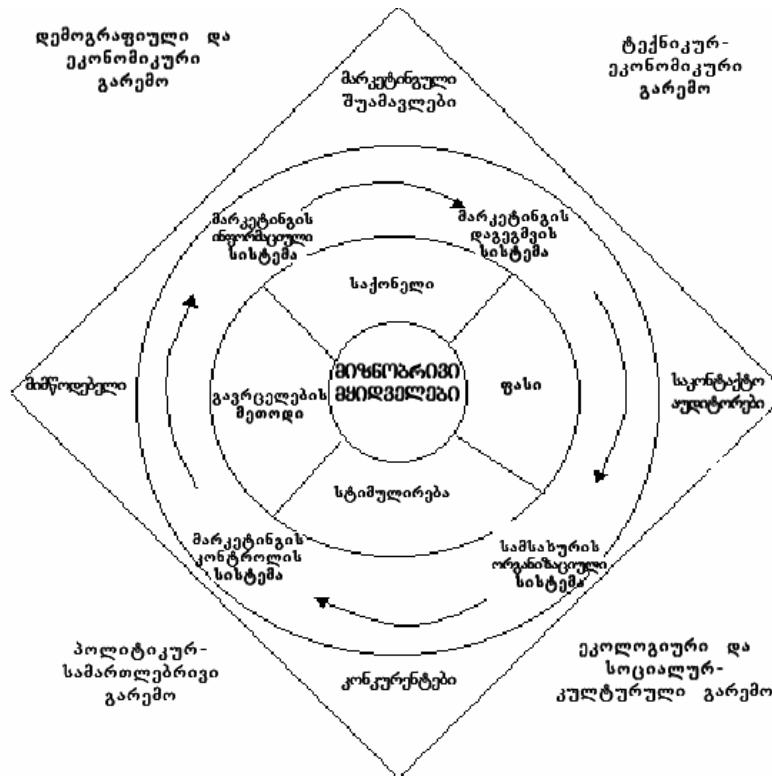 დემოგრაფიული და
ეკონომიკური
გარემო
ტექნიკურ-
ეკონომიკური
გარემო
მარკეტინგული
შუამავლები
მარკეტინგის
ინფორმაციული
სისტემა
მარკეტინგის
დაგეგმვის
სისტემა
საქონელი
მიმწოდებელი
გავრცელების
მეთოდი
მიზნობრივი
მყიდველები
ფასი
საკონტაქტო
აუდიტორები
სტიმულირება
მარკეტინგის
კონტროლის
სისტემა
სამსახურის
ორგანიზაციული
სისტემა
პოლიტიკურ-
სამართლებრივი
გარემო
კონკურენტები
ეკოლოგიური და
სოციალურ-
კულტურული გარემო